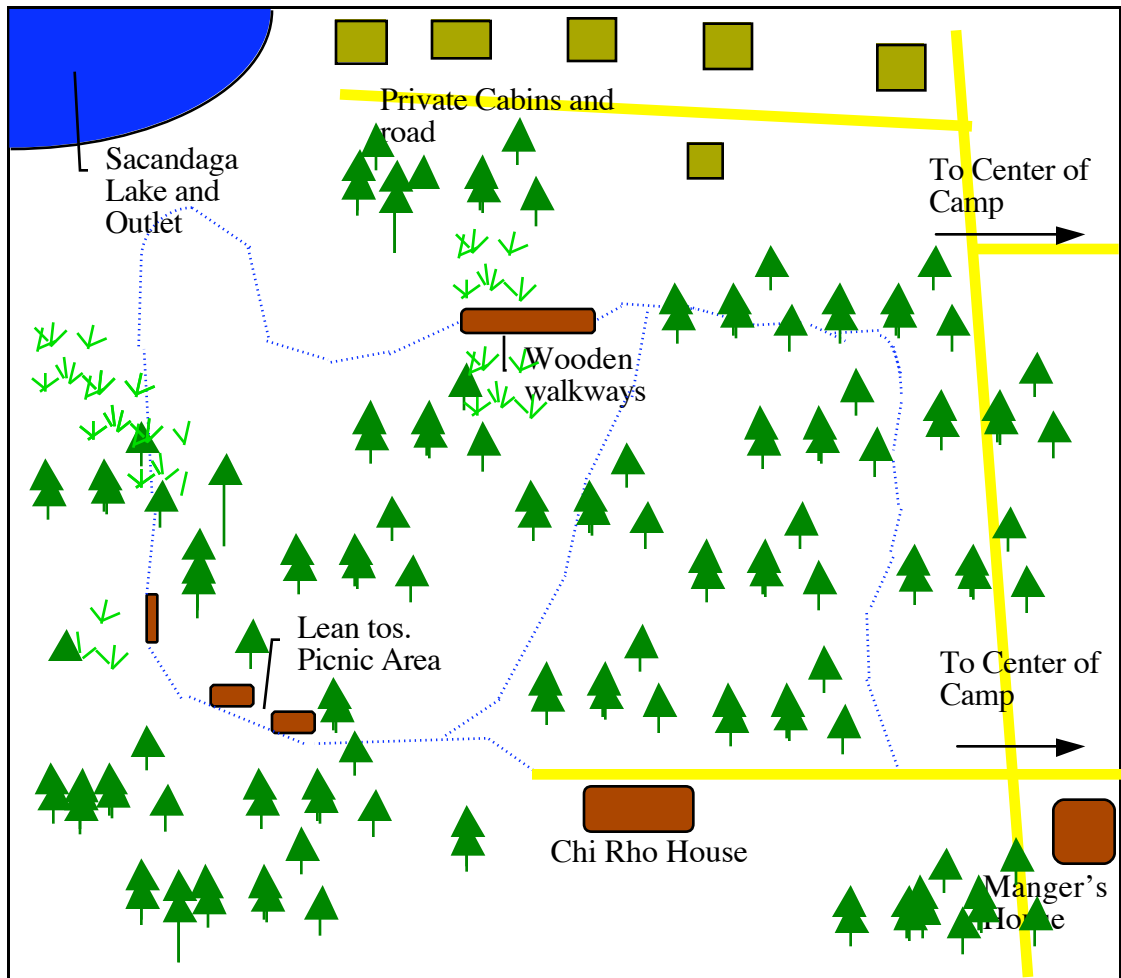 Private Cabins and
road
Sacandaga
Lake and
Outlet
To Center of
Camp
Wooden
walkways
Lean tos.
Picnic Area
To Center of
Camp
Chi Rho House
Manger’s
House